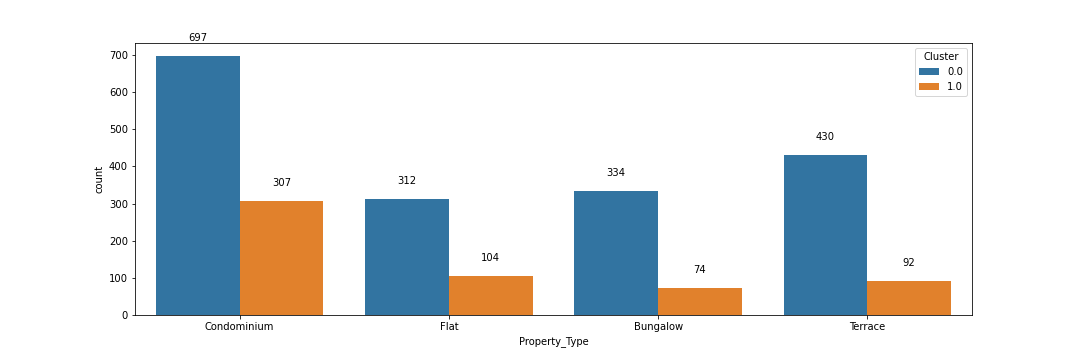 697
700
Cluster
0.0
1.0
600
500
430
400
334
312
307
300
200
104
92
74
100
0
count
Condominium
Flat
Bungalow
Terrace
Property_Type